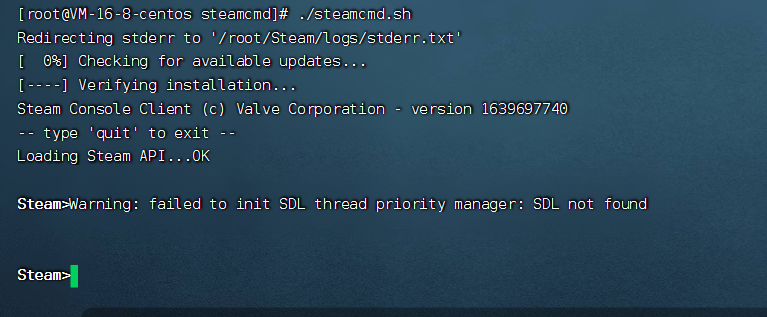 [root@VM-16-8-centos steamcmd]# ./steamcmd.sh
Redirecting stderr to '/root/Steam/logs/stderr.txt'
[  0%] Checking for available updates...
[----] Verifying installation...
Steam Console Client (c) Valve Corporation - version 1639697740
-- type 'quit' to exit --
Loading Steam API...OK
Steam>Warning: failed to init SDL thread priority manager: SDL not found
Steam>